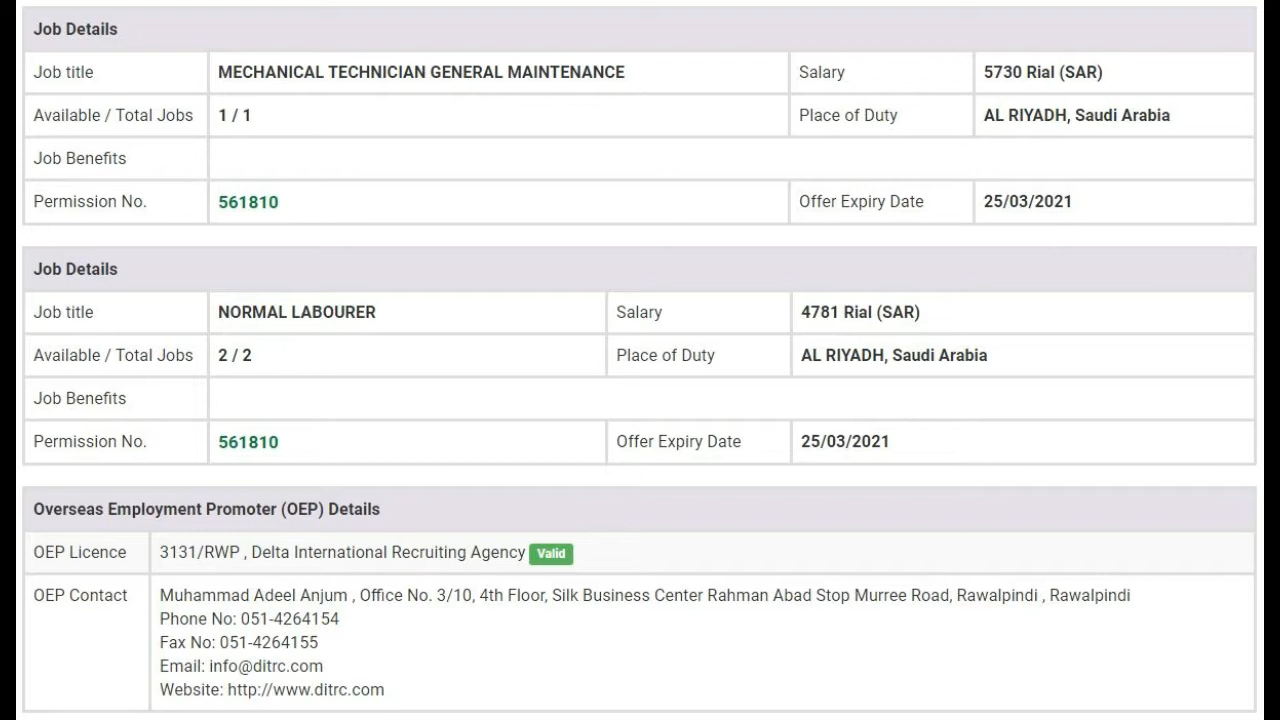 Job Details
Job title MECHANICAL TECHNICIAN GENERAL MAINTENANCE Salary 5730 Rial (SAR)
Available / Total Jobs 1 / 1 Place of Duty AL RIYADH, Saudi Arabia
Job Benefits
Permission No. 561810 Offer Expiry Date 25/03/2021
Job Details
Job title NORMAL LABOURER Salary 4781 Rial (SAR)
Available / Total Jobs 2 / 2 Place of Duty AL RIYADH, Saudi Arabia
Job Benefits
Permission No. 561810 Offer Expiry Date 25/03/2021
Overseas Employment Promoter (OEP) Details
OEP Licence 3131/RWP , Delta International Recruiting Agency Valid
OEP Contact Muhammad Adeel Anjum , Office No. 3/10, 4th Floor, Silk Business Center Rahman Abad Stop Murree Road, Rawalpindi , Rawalpindi
Phone No: 051-4264154
Fax No: 051-4264155
Email: info@ditrc.com
Website: http://www.ditrc.com